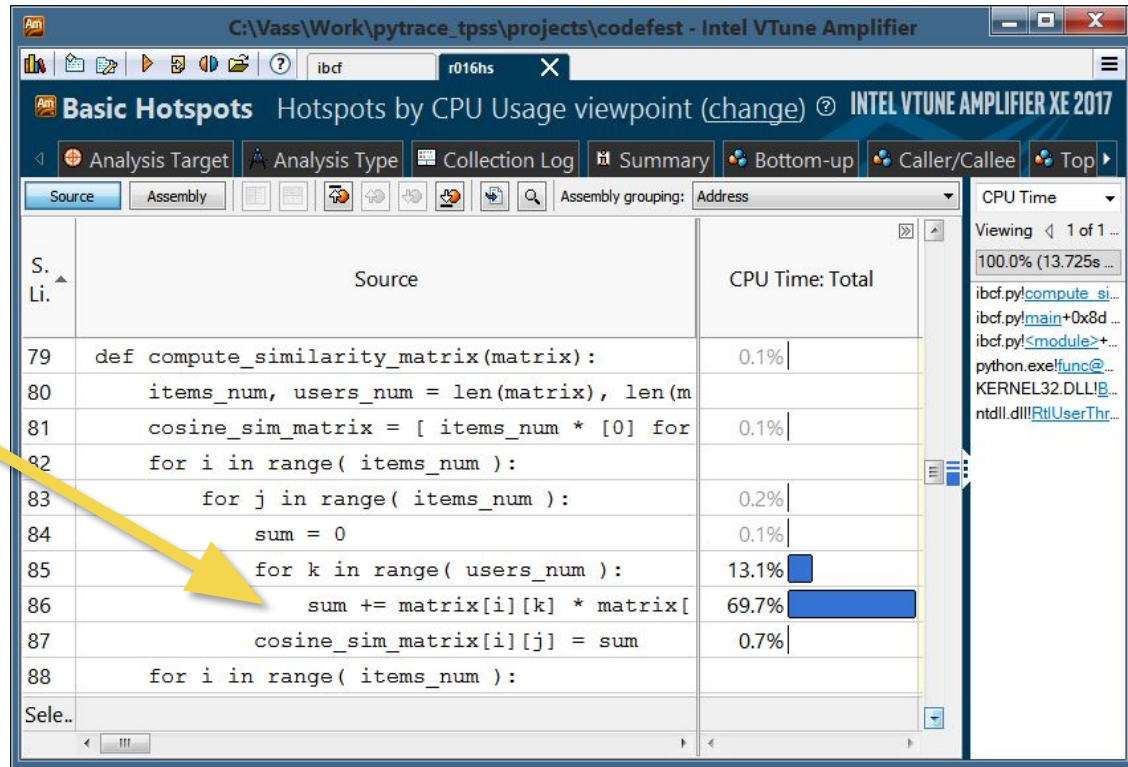 C:\Vass\Work\pytrace_tpss\projects\codefest - Intel VTune Amplifier
ibcf r016hs
Basic Hotspots Hotspots by CPU Usage viewpoint (change) INTEL VTUNE AMPLIFIER XE 2017
Analysis Target Analysis Type Collection Log Summary Bottom-up Caller/Callee Top
Source Assembly Assembly grouping: Address
CPU Time
Viewing 1 of 1 ...
100.0% (13.725s ...
ibcf.py!compute_si...
ibcf.py!main+0x8d ...
ibcf.py!<module>+...
python.exe!func@...
KERNEL32.DLL!B...
ntdll.dll!RtlUserThr...
S. Li. Source CPU Time: Total
79 def compute_similarity_matrix(matrix): 0.1%
80 items_num, users_num = len(matrix), len(m
81 cosine_sim_matrix = [ items_num * [0] for 0.1%
82 for i in range( items_num ):
83 for j in range( items_num ): 0.2%
84 sum = 0 0.1%
85 for k in range( users_num ): 13.1%
86 sum += matrix[i][k] * matrix[ 69.7%
87 cosine_sim_matrix[i][j] = sum 0.7%
88 for i in range( items_num ):
Sele..